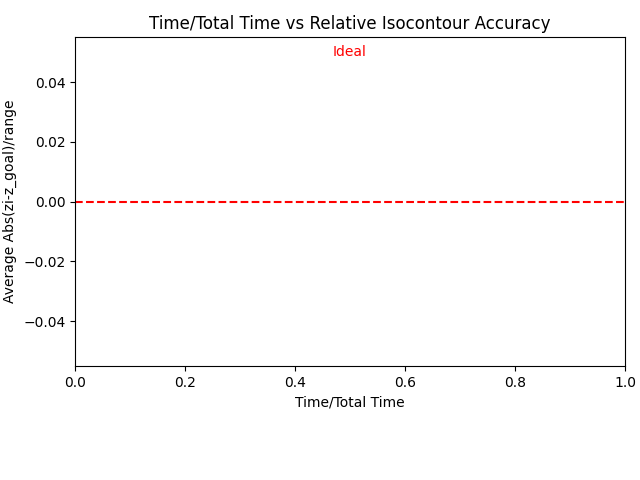 Time/Total Time vs Relative Isocontour Accuracy
Ideal
Average Abs(zi-z_goal)/range
0.04
0.02
0.00
−0.02
−0.04
0.0 0.2 0.4 0.6 0.8 1.0
Time/Total Time